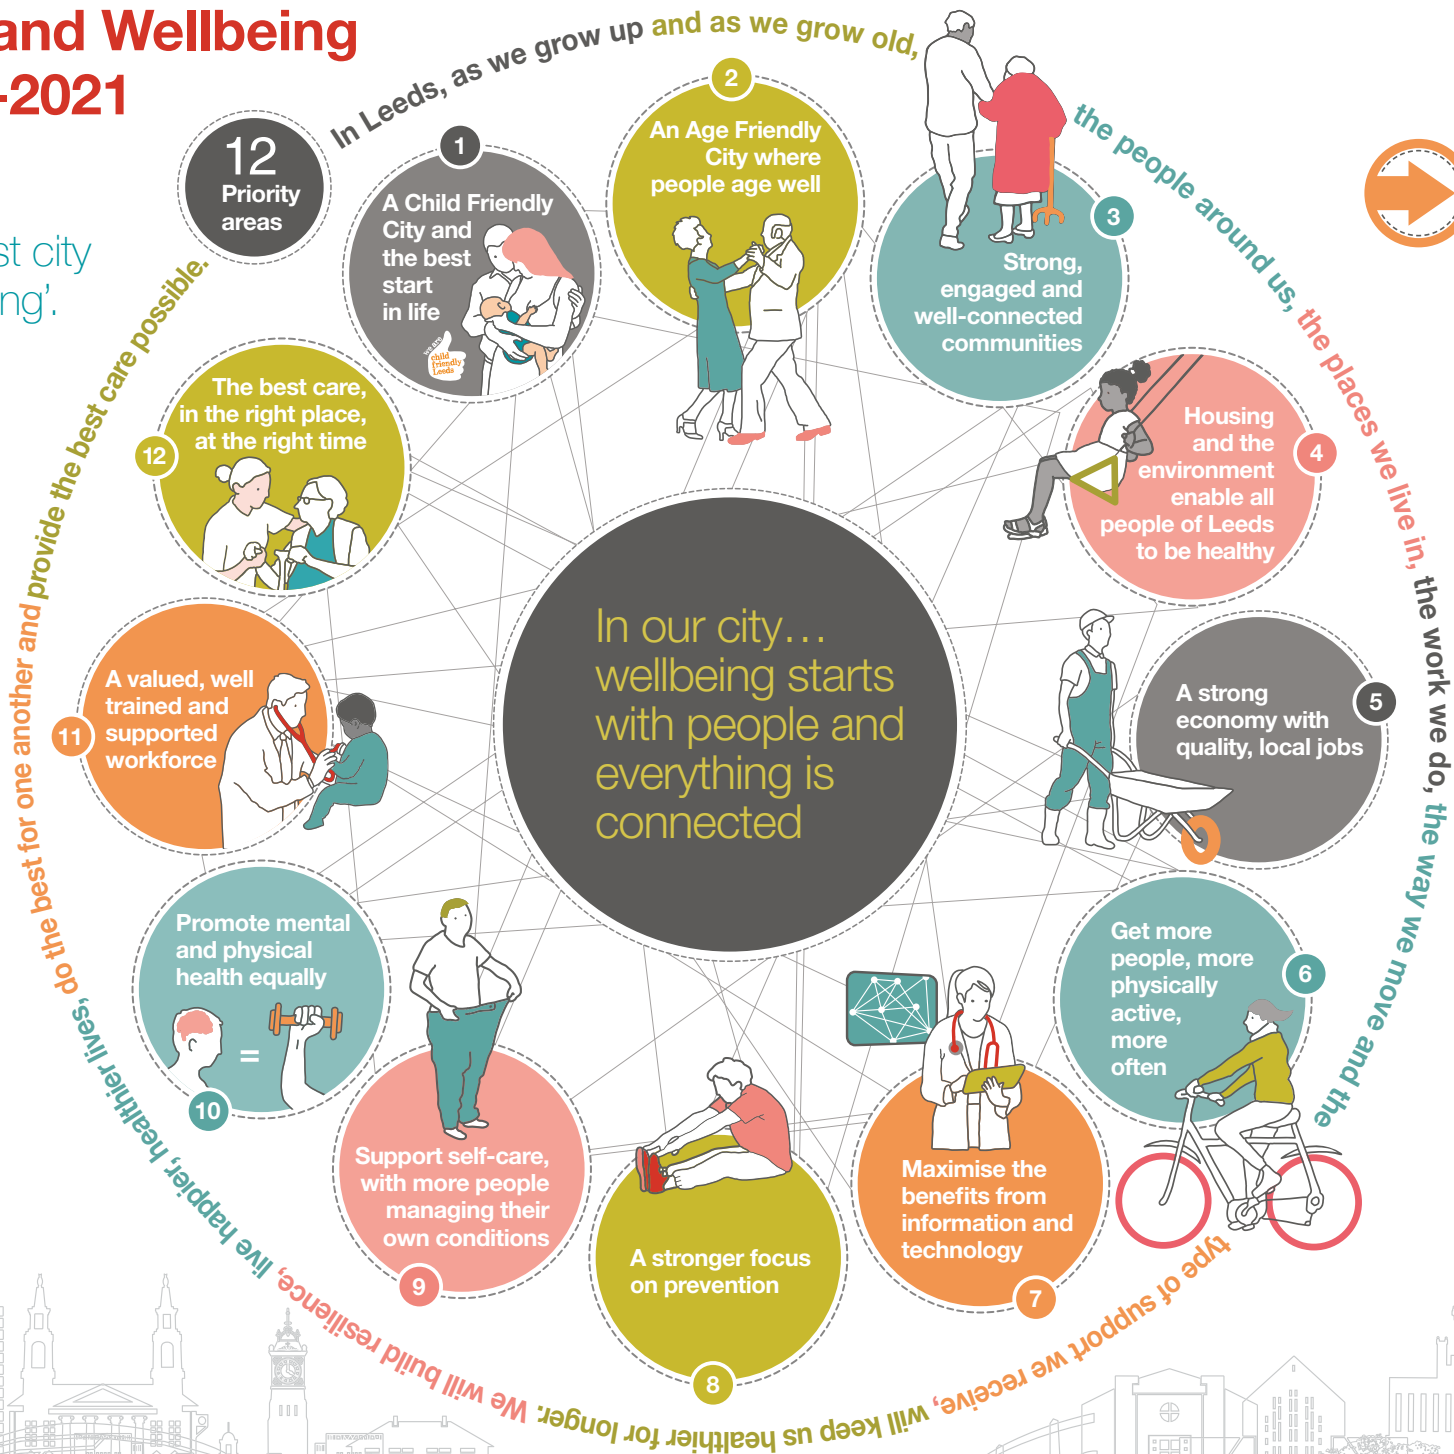 and Wellbeing
-2021
st city
ng’.
12
Priority
areas
In Leeds, as we grow up and as we grow old, the people around us, the places we live in, the work we do, the way we move and the type of support we receive, will keep us healthier for longer. We will build resilience, live happier, healthier lives, do the best for one another and provide the best care possible.
1
A Child Friendly
City and
the best
start
in life
we are
child
friendly
Leeds
2
An Age Friendly
City where
people age well
3
Strong,
engaged and
well-connected
communities
4
Housing
and the
environment
enable all
people of Leeds
to be healthy
5
A strong
economy with
quality, local jobs
6
Get more
people, more
physically
active,
more
often
7
Maximise the
benefits from
information and
technology
8
A stronger focus
on prevention
9
Support self-care,
with more people
managing their
own conditions
10
Promote mental
and physical
health equally
=
11
A valued, well
trained and
supported
workforce
12
The best care,
in the right place,
at the right time
In our city…
wellbeing starts
with people and
everything is
connected